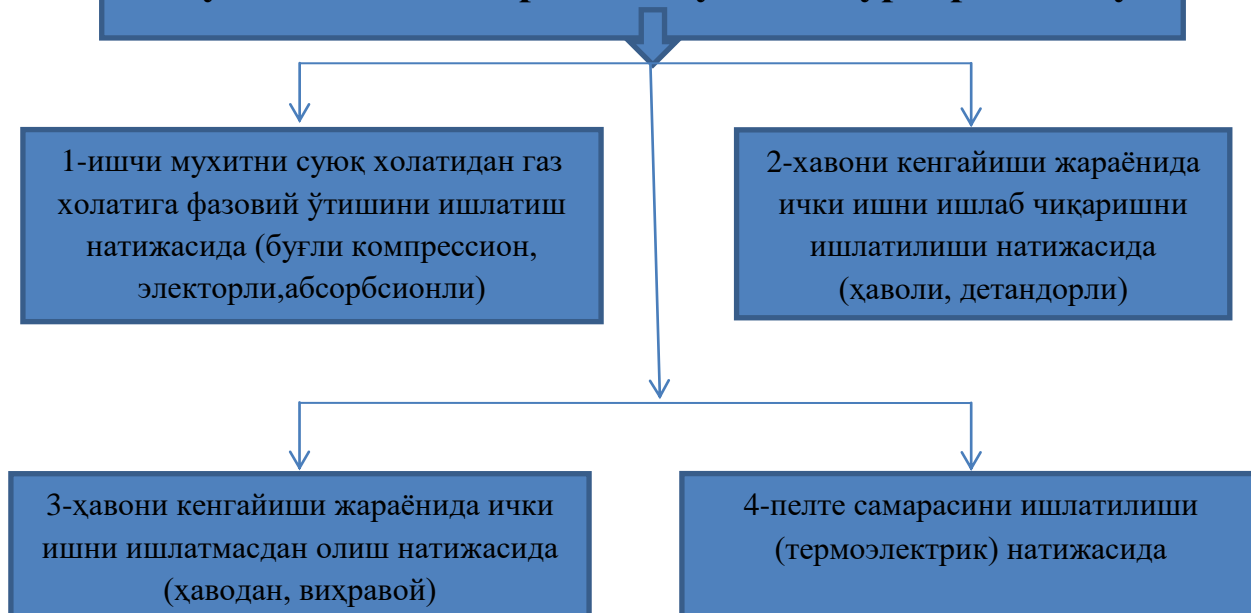 1-ишчи мухитни суюқ холатидан газ
холатига фазовий ўтишини ишлатиш
натижасида (буғли компрессион,
электорли,абсорбсионли)
2-хавони кенгайиши жараёнида
ички ишни ишлаб чиқаришни
ишлатилиши натижасида
(ҳаволи, детандорли)
3-ҳавони кенгайиши жараёнида ички
ишни ишлатмасдан олиш натижасида
(ҳаводан, виҳравой)
4-пелте самарасини ишлатилиши
(термоэлектрик) натижасида